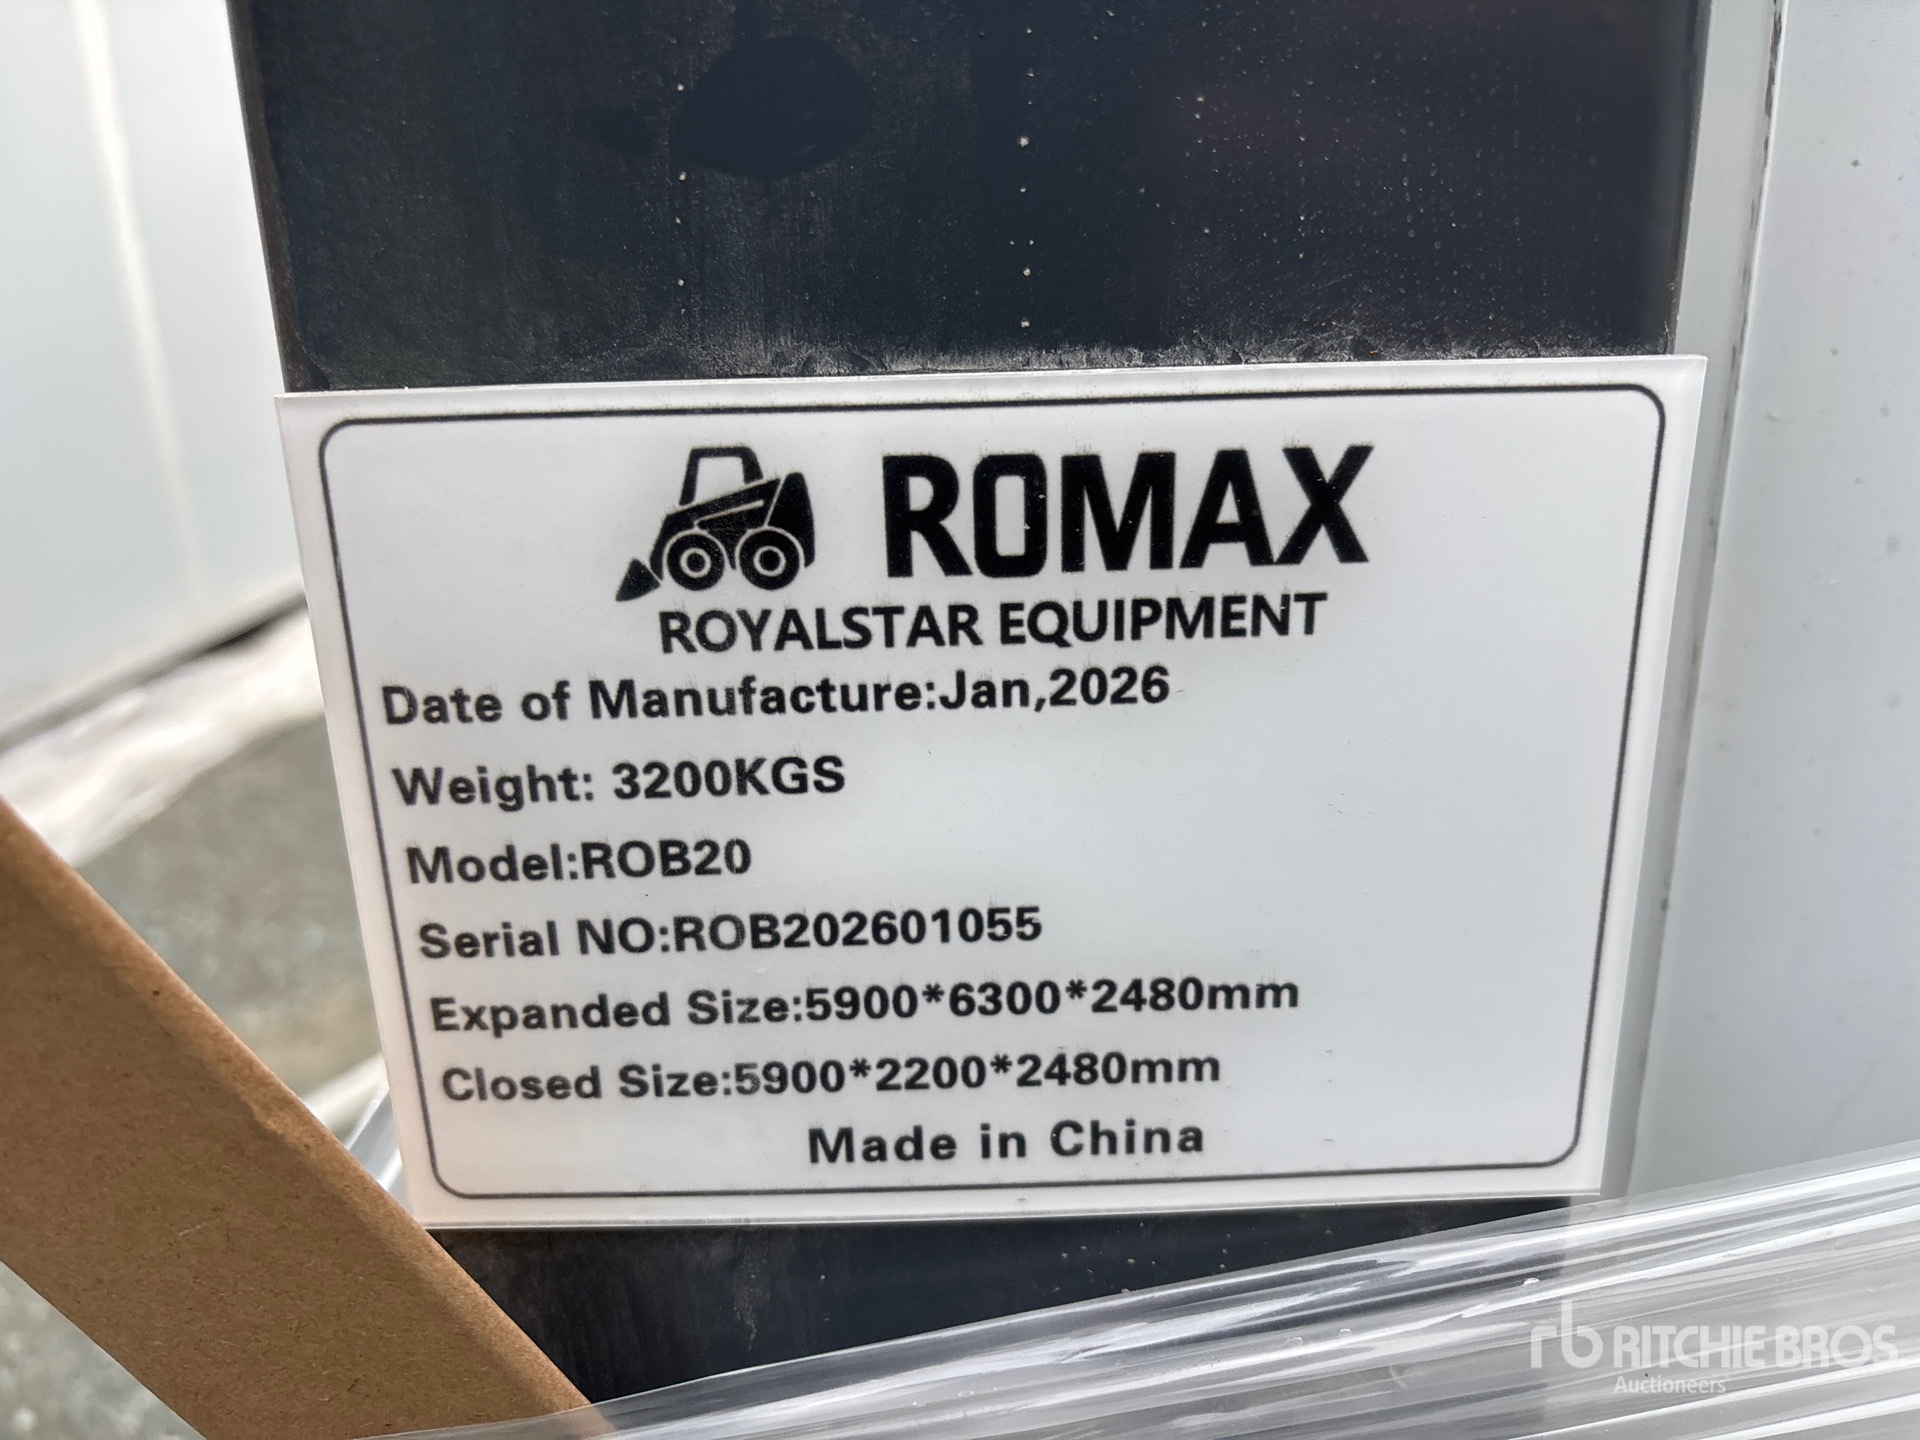 ROMAX
ROYALSTAR EQUIPMENT
Date of Manufacture:Jan,2026
Weight: 3200KGS
Model:ROB20
Serial NO:ROB202601055
Expanded Size:5900*6300*2480mm
Closed Size:5900*2200*2480mm
Made in China
rb RITCHIE BROS.
Auctioneers